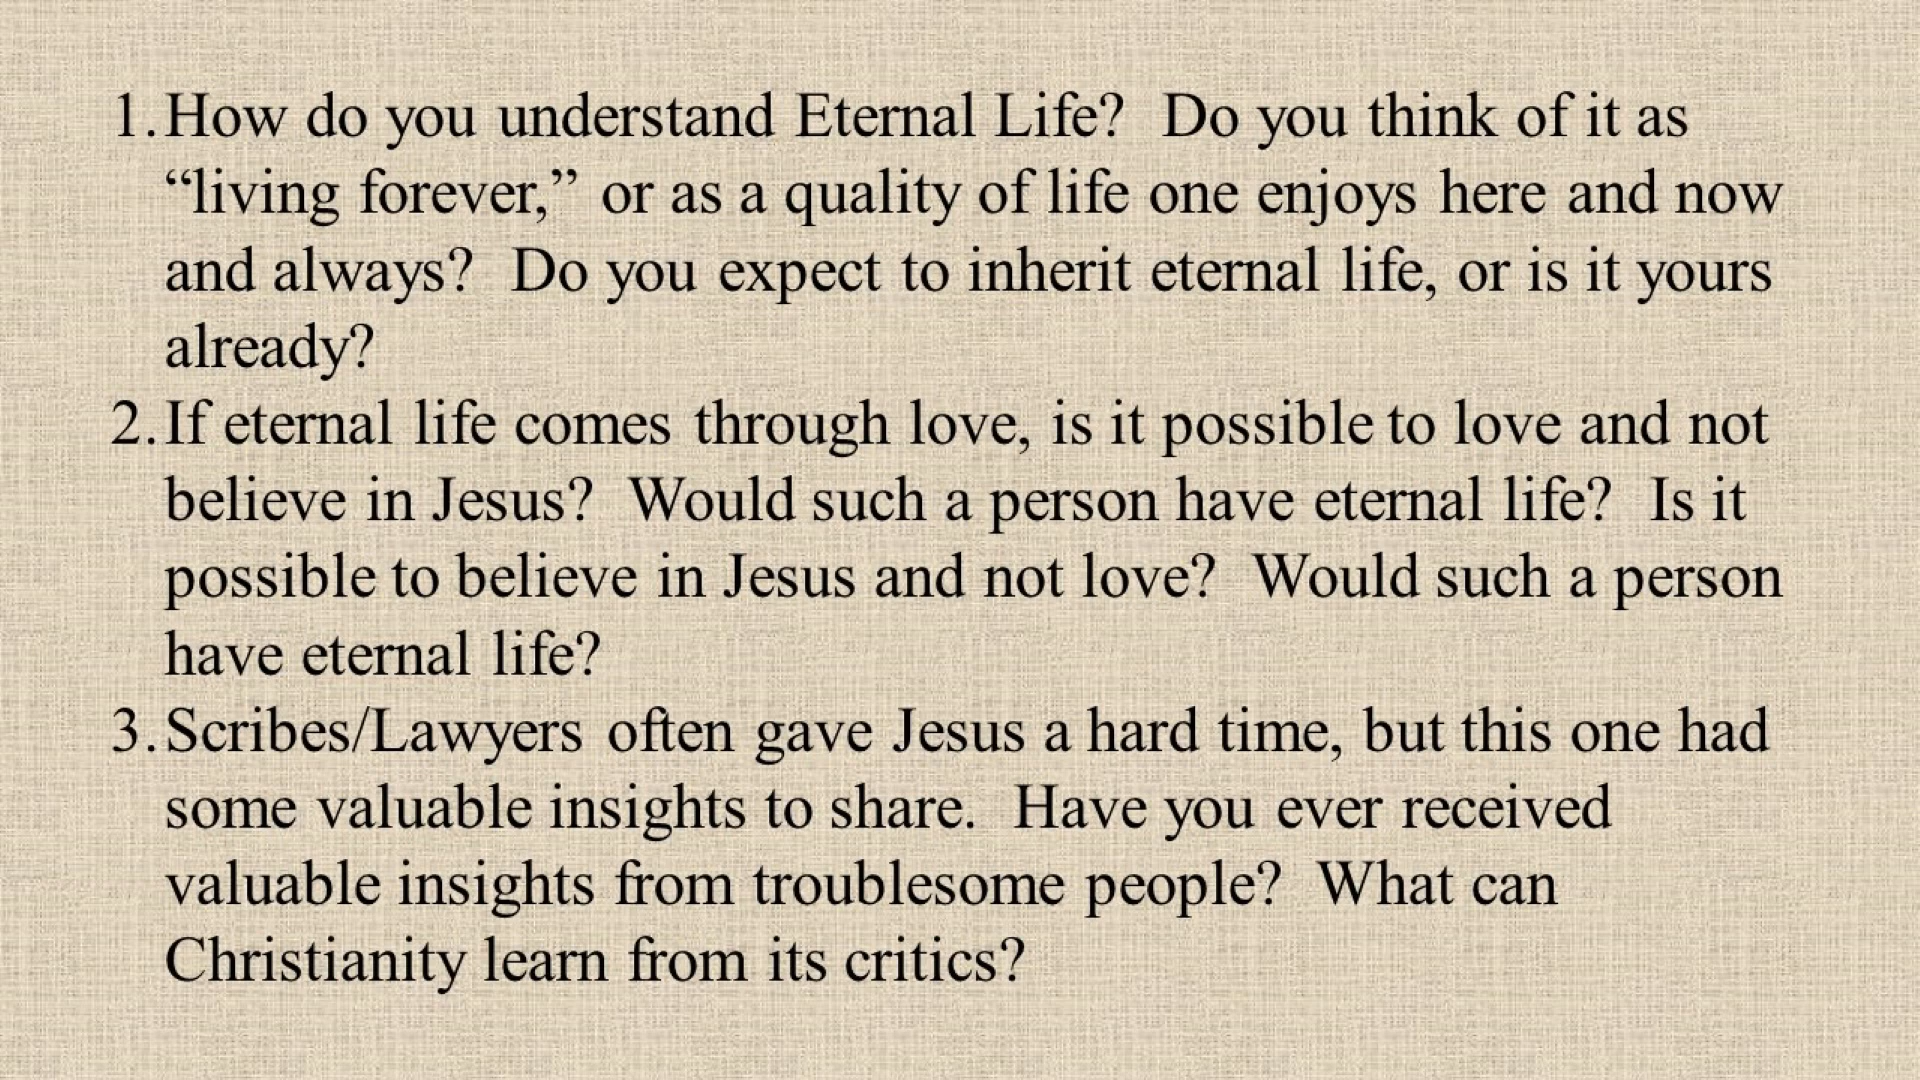 1. How do you understand Eternal Life?  Do you think of it as
“living forever,” or as a quality of life one enjoys here and now
and always?  Do you expect to inherit eternal life, or is it yours
already?
2. If eternal life comes through love, is it possible to love and not
believe in Jesus?  Would such a person have eternal life?  Is it
possible to believe in Jesus and not love?  Would such a person
have eternal life?
3. Scribes/Lawyers often gave Jesus a hard time, but this one had
some valuable insights to share.  Have you ever received
valuable insights from troublesome people?  What can
Christianity learn from its critics?